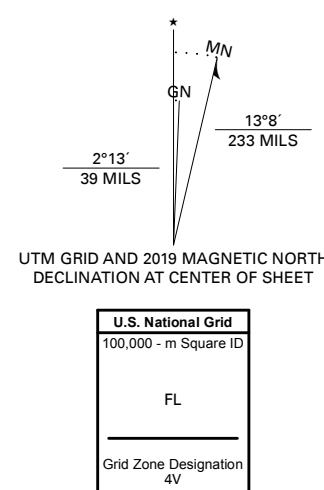 ★
MN
GN
13°8´
233 MILS
2°13´
39 MILS
UTM GRID AND 2019 MAGNETIC NORTH
DECLINATION AT CENTER OF SHEET
U.S. National Grid
100,000 - m Square ID
FL
Grid Zone Designation
4V